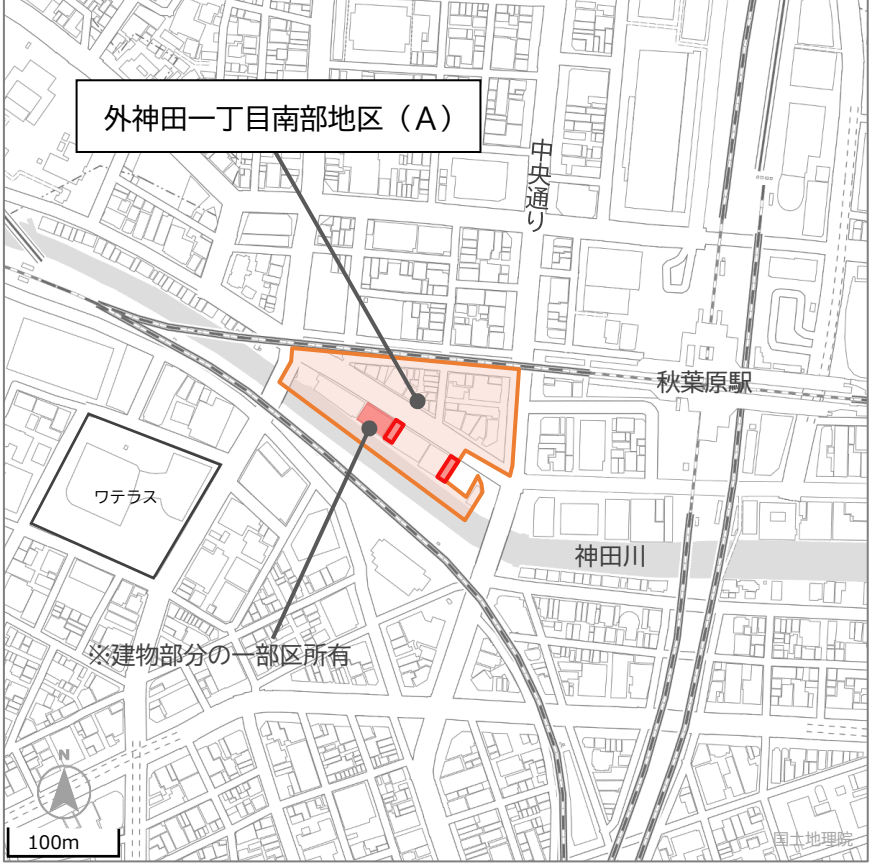 外神田一丁目南部地区（A）
中央通り
秋葉原駅
ワテラス
神田川
※建物部分の一部区所有
N
100m
国土地理院